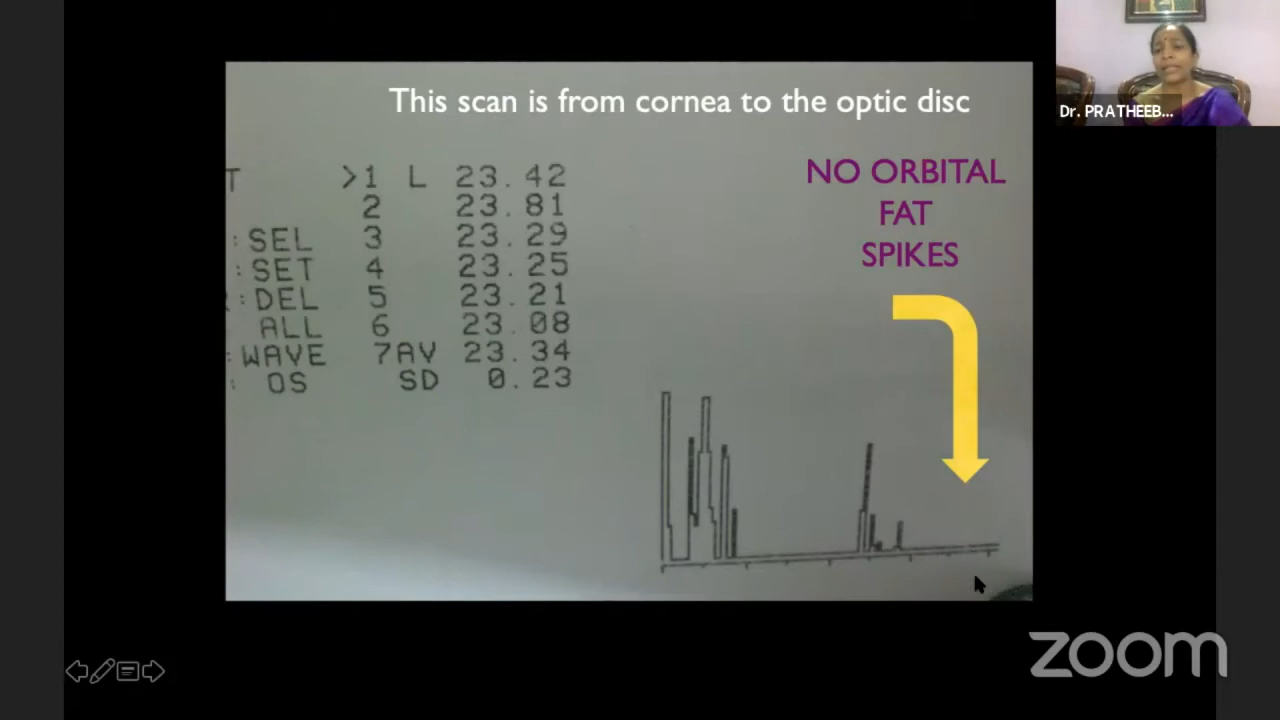 This scan is from cornea to the optic disc
Dr. PRATHEEB...
NO ORBITAL
FAT
SPIKES
T >1 L 23.42
2 23.81
:SEL 3 23.29
:SET 4 23.25
:DEL 5 23.21
ALL 6 23.08
:WAVE 7AV 23.34
: OS SD 0.23
zoom